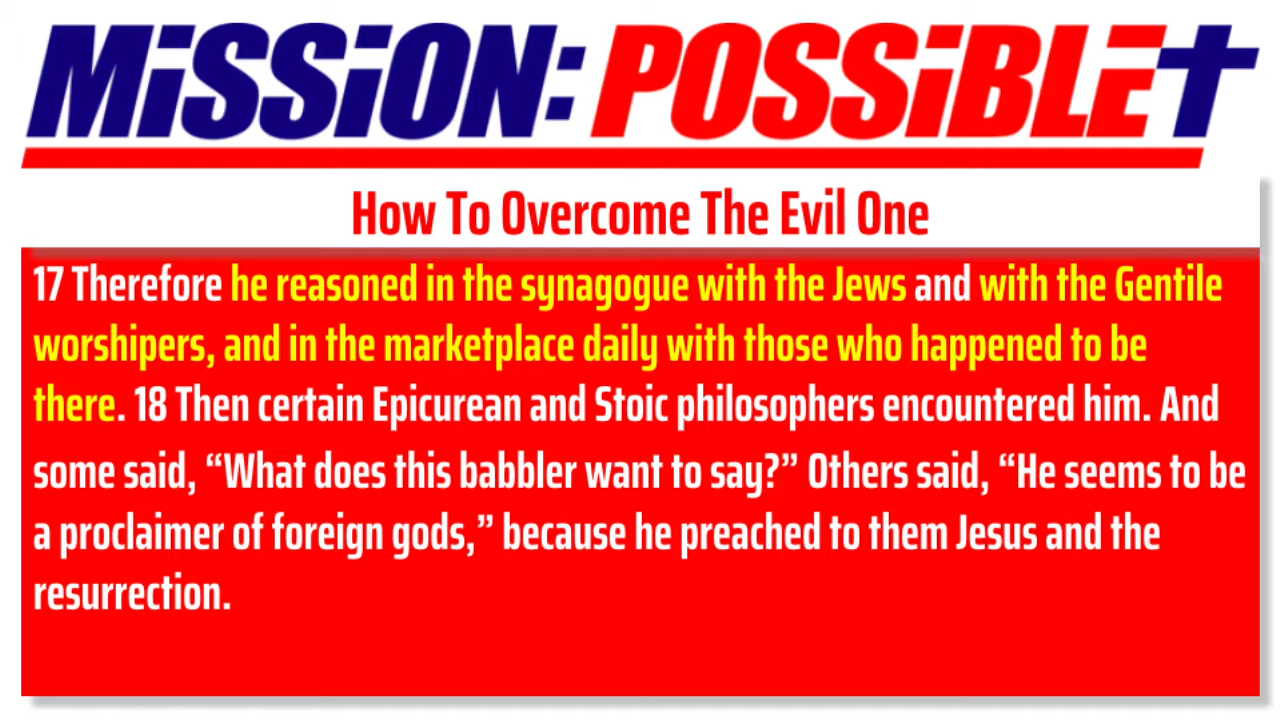 MiSSiON: POSSiBLE
How To Overcome The Evil One
17 Therefore he reasoned in the synagogue with the Jews and with the Gentile
worshipers, and in the marketplace daily with those who happened to be
there. 18 Then certain Epicurean and Stoic philosophers encountered him. And
some said, “What does this babbler want to say?” Others said, “He seems to be
a proclaimer of foreign gods,” because he preached to them Jesus and the
resurrection.